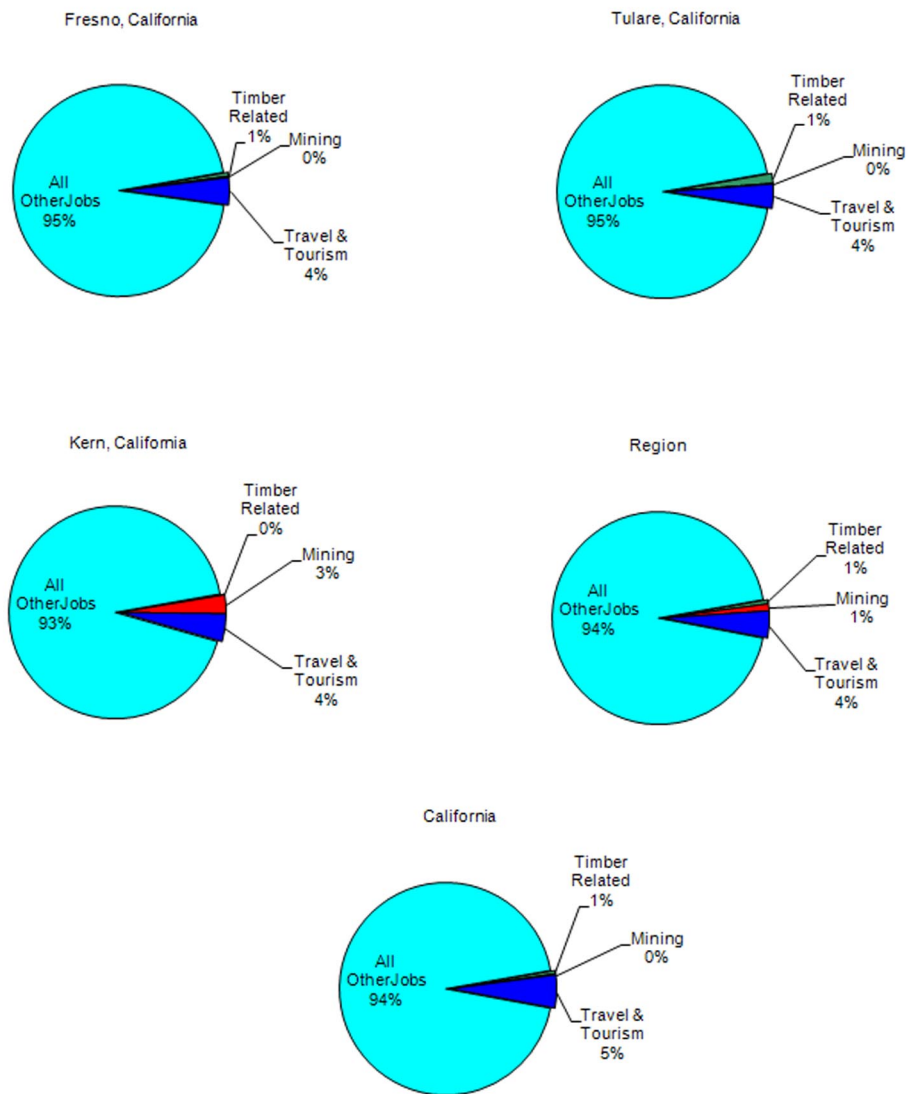 Fresno, California
Timber
Related
1%
Mining
0%
All
OtherJobs
95%
Travel &
Tourism
4%
Tulare, California
Timber
Related
1%
Mining
0%
All
OtherJobs
95%
Travel &
Tourism
4%
Kern, California
Timber
Related
0%
Mining
3%
All
OtherJobs
93%
Travel &
Tourism
4%
Region
Timber
Related
1%
Mining
1%
All
OtherJobs
94%
Travel &
Tourism
4%
California
Timber
Related
1%
Mining
0%
All
OtherJobs
94%
Travel &
Tourism
5%